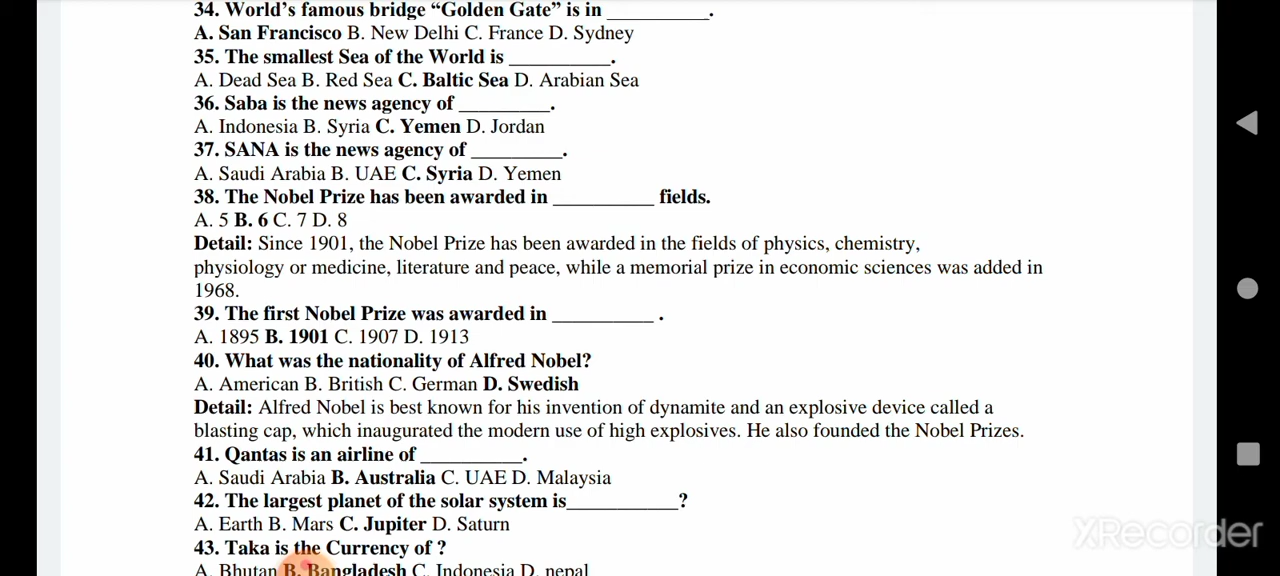 34. World’s famous bridge “Golden Gate” is in __________.
A. San Francisco B. New Delhi C. France D. Sydney
35. The smallest Sea of the World is __________.
A. Dead Sea B. Red Sea C. Baltic Sea D. Arabian Sea
36. Saba is the news agency of _________.
A. Indonesia B. Syria C. Yemen D. Jordan
37. SANA is the news agency of _________.
A. Saudi Arabia B. UAE C. Syria D. Yemen
38. The Nobel Prize has been awarded in __________ fields.
A. 5 B. 6 C. 7 D. 8
Detail: Since 1901, the Nobel Prize has been awarded in the fields of physics, chemistry,
physiology or medicine, literature and peace, while a memorial prize in economic sciences was added in
1968.
39. The first Nobel Prize was awarded in __________ .
A. 1895 B. 1901 C. 1907 D. 1913
40. What was the nationality of Alfred Nobel?
A. American B. British C. German D. Swedish
Detail: Alfred Nobel is best known for his invention of dynamite and an explosive device called a
blasting cap, which inaugurated the modern use of high explosives. He also founded the Nobel Prizes.
41. Qantas is an airline of __________.
A. Saudi Arabia B. Australia C. UAE D. Malaysia
42. The largest planet of the solar system is___________?
A. Earth B. Mars C. Jupiter D. Saturn
43. Taka is the Currency of ?
A. Bhutan B. Bangladesh C. Indonesia D. nepal
XRecorder